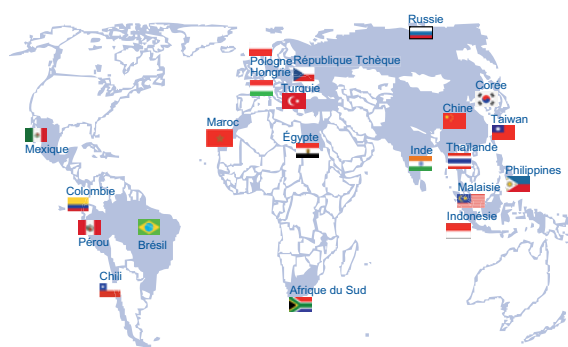 Russie
Pologne
République Tchèque
Hongrie
Turquie
Corée
Chine
Maroc
Taiwan
Égypte
Mexique
Inde
Thaïlande
Philippines
Colombie
Malaisie
Indonésie
Pérou
Brésil
Chili
Afrique du Sud